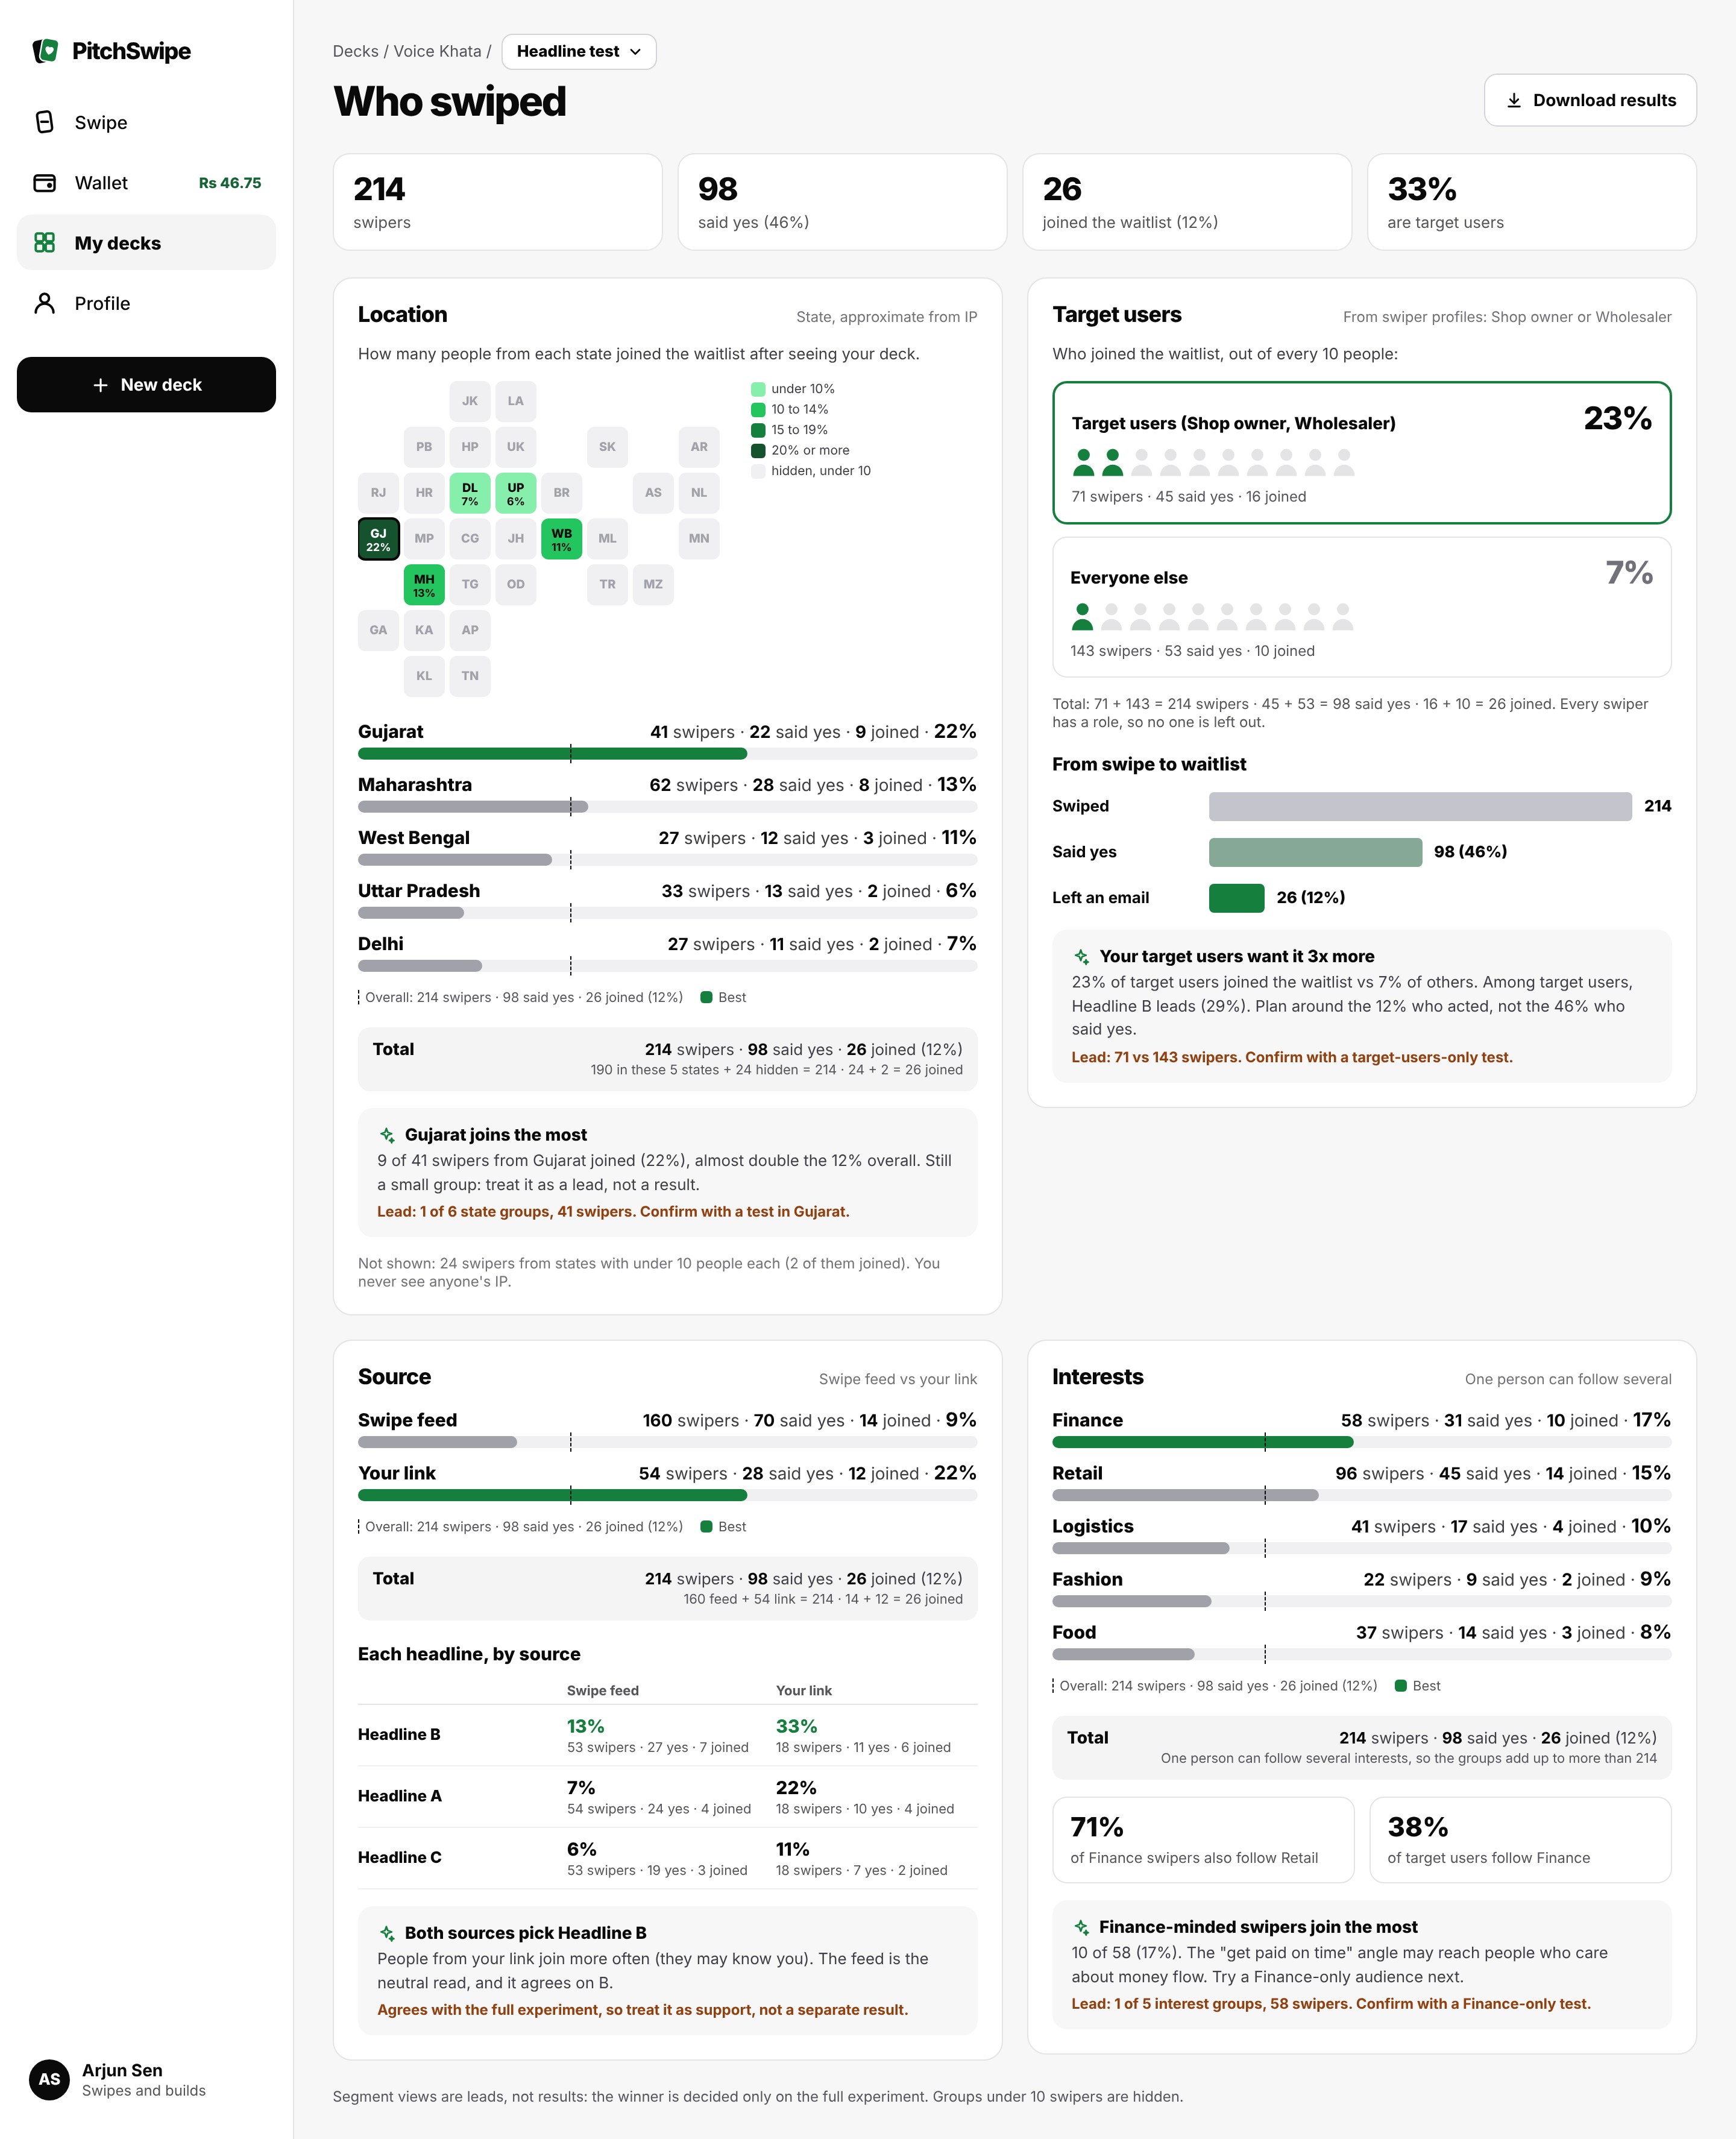 PitchSwipe
Swipe
Wallet Rs 46.75
My decks
Profile
+ New deck
AS
Arjun Sen
Swipes and builds
Decks / Voice Khata / Headline test
Who swiped
Download results
214
swipers
98
said yes (46%)
26
joined the waitlist (12%)
33%
are target users
Location
State, approximate from IP
How many people from each state joined the waitlist after seeing your deck.
JK LA
PB HP UK SK AR
RJ HR DL 7% UP 6% BR AS NL
GJ 22% MP CG JH WB 11% ML MN
MH 13% TG OD TR MZ
GA KA AP
KL TN
under 10%
10 to 14%
15 to 19%
20% or more
hidden, under 10
Gujarat 41 swipers · 22 said yes · 9 joined · 22%
Maharashtra 62 swipers · 28 said yes · 8 joined · 13%
West Bengal 27 swipers · 12 said yes · 3 joined · 11%
Uttar Pradesh 33 swipers · 13 said yes · 2 joined · 6%
Delhi 27 swipers · 11 said yes · 2 joined · 7%
Overall: 214 swipers · 98 said yes · 26 joined (12%) Best
Total 214 swipers · 98 said yes · 26 joined (12%)
190 in these 5 states + 24 hidden = 214 · 24 + 2 = 26 joined
Gujarat joins the most
9 of 41 swipers from Gujarat joined (22%), almost double the 12% overall. Still
a small group: treat it as a lead, not a result.
Lead: 1 of 6 state groups, 41 swipers. Confirm with a test in Gujarat.
Not shown: 24 swipers from states with under 10 people each (2 of them joined). You
never see anyone's IP.
Target users
From swiper profiles: Shop owner or Wholesaler
Who joined the waitlist, out of every 10 people:
Target users (Shop owner, Wholesaler) 23%
71 swipers · 45 said yes · 16 joined
Everyone else 7%
143 swipers · 53 said yes · 10 joined
Total: 71 + 143 = 214 swipers · 45 + 53 = 98 said yes · 16 + 10 = 26 joined. Every swiper
has a role, so no one is left out.
From swipe to waitlist
Swiped 214
Said yes 98 (46%)
Left an email 26 (12%)
Your target users want it 3x more
23% of target users joined the waitlist vs 7% of others. Among target users,
Headline B leads (29%). Plan around the 12% who acted, not the 46% who
said yes.
Lead: 71 vs 143 swipers. Confirm with a target-users-only test.
Source
Swipe feed vs your link
Swipe feed 160 swipers · 70 said yes · 14 joined · 9%
Your link 54 swipers · 28 said yes · 12 joined · 22%
Overall: 214 swipers · 98 said yes · 26 joined (12%) Best
Total 214 swipers · 98 said yes · 26 joined (12%)
160 feed + 54 link = 214 · 14 + 12 = 26 joined
Each headline, by source
Swipe feed Your link
Headline B
13% 33%
53 swipers · 27 yes · 7 joined 18 swipers · 11 yes · 6 joined
Headline A
7% 22%
54 swipers · 24 yes · 4 joined 18 swipers · 10 yes · 4 joined
Headline C
6% 11%
53 swipers · 19 yes · 3 joined 18 swipers · 7 yes · 2 joined
Both sources pick Headline B
People from your link join more often (they may know you). The feed is the
neutral read, and it agrees on B.
Agrees with the full experiment, so treat it as support, not a separate result.
Interests
One person can follow several
Finance 58 swipers · 31 said yes · 10 joined · 17%
Retail 96 swipers · 45 said yes · 14 joined · 15%
Logistics 41 swipers · 17 said yes · 4 joined · 10%
Fashion 22 swipers · 9 said yes · 2 joined · 9%
Food 37 swipers · 14 said yes · 3 joined · 8%
Overall: 214 swipers · 98 said yes · 26 joined (12%) Best
Total 214 swipers · 98 said yes · 26 joined (12%)
One person can follow several interests, so the groups add up to more than 214
71%
of Finance swipers also follow Retail
38%
of target users follow Finance
Finance-minded swipers join the most
10 of 58 (17%). The "get paid on time" angle may reach people who care
about money flow. Try a Finance-only audience next.
Lead: 1 of 5 interest groups, 58 swipers. Confirm with a Finance-only test.
Segment views are leads, not results: the winner is decided only on the full experiment. Groups under 10 swipers are hidden.